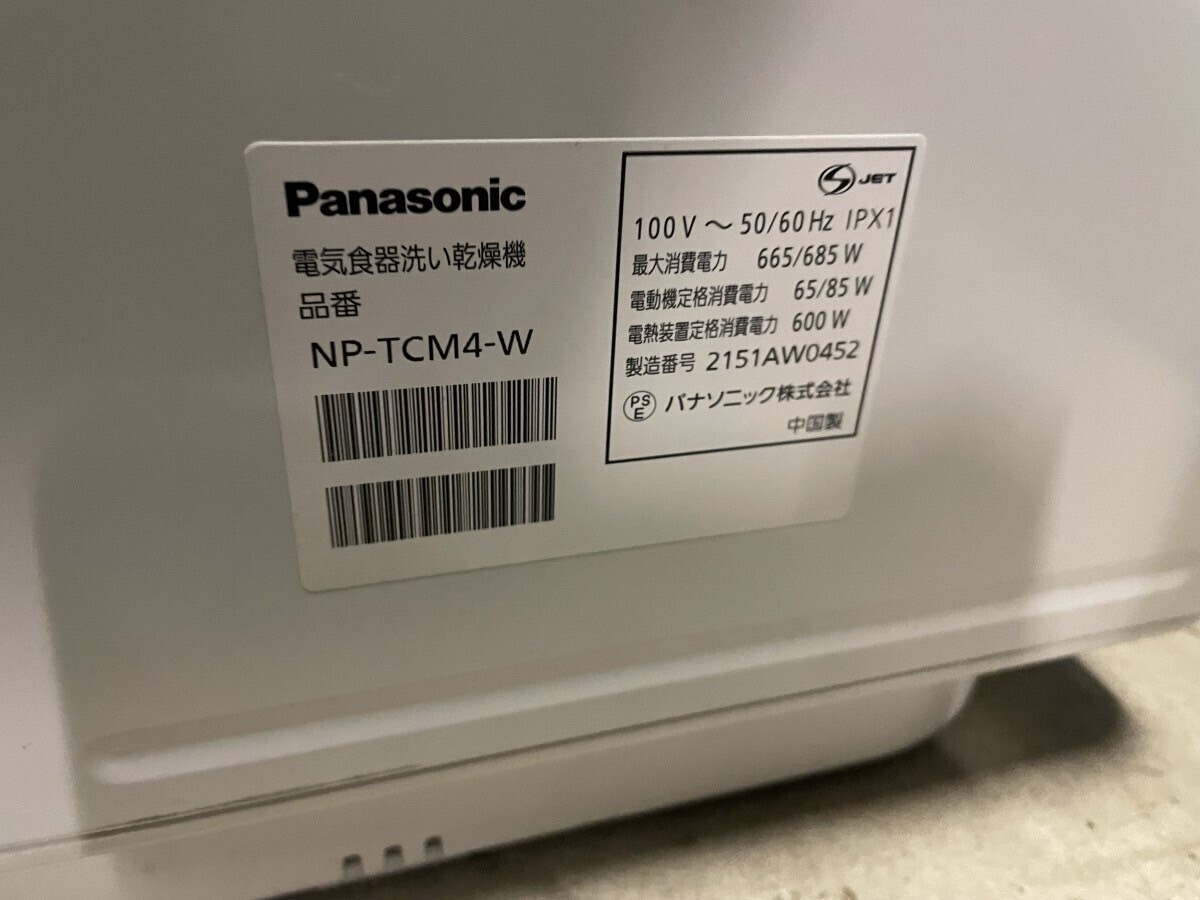 Panasonic
電気食器洗い乾燥機
品番
NP-TCM4-W
S JET
100V～50/60Hz IPX1
最大消費電力 665/685W
電動機定格消費電力 65/85W
電熱装置定格消費電力 600W
製造番号 2151AW0452
PSE パナソニック株式会社
中国製